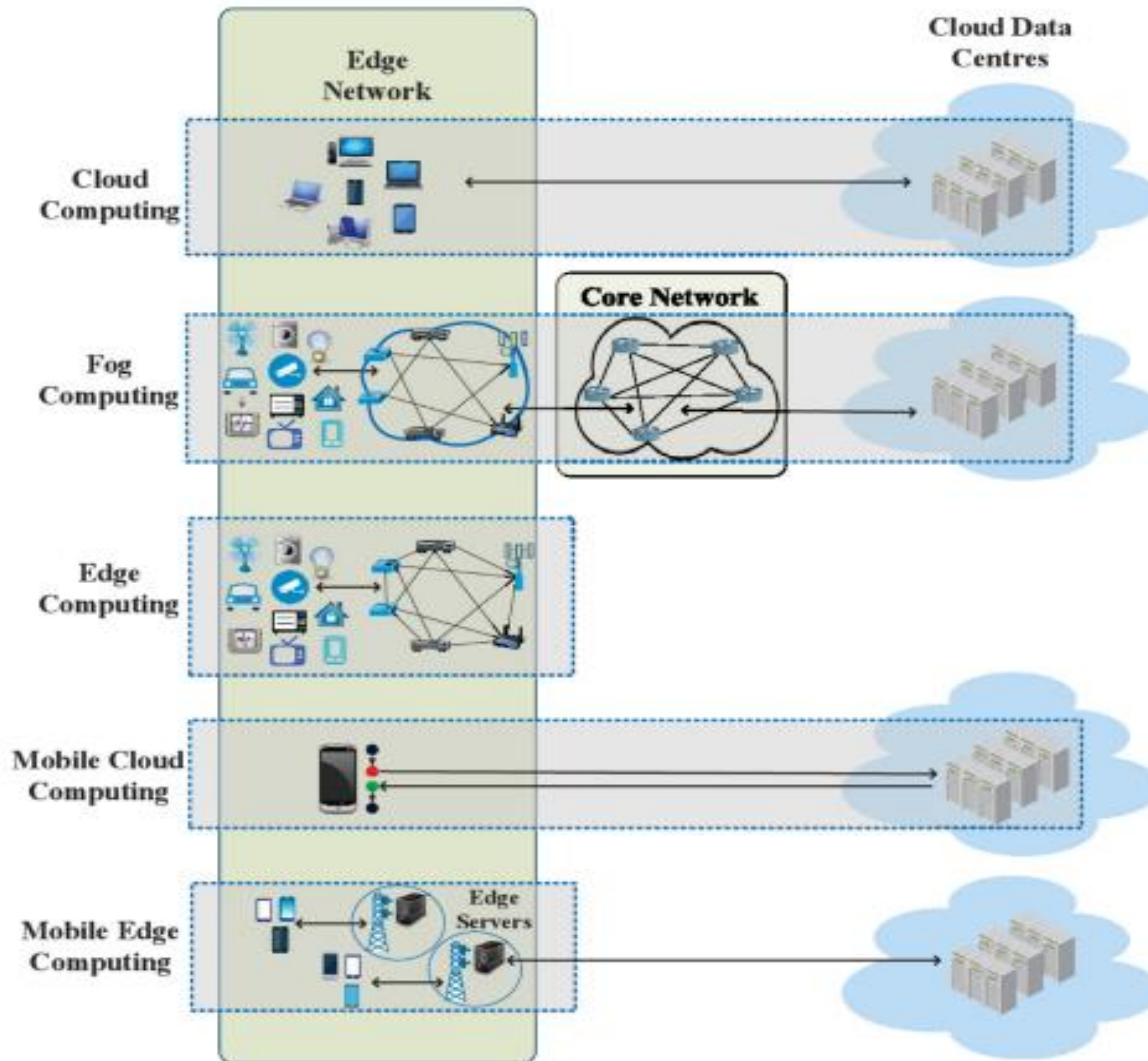 Edge
Network
Cloud Data
Centres
Cloud
Computing
Core Network
Fog
Computing
Edge
Computing
Mobile Cloud
Computing
Edge
Servers
Mobile Edge
Computing